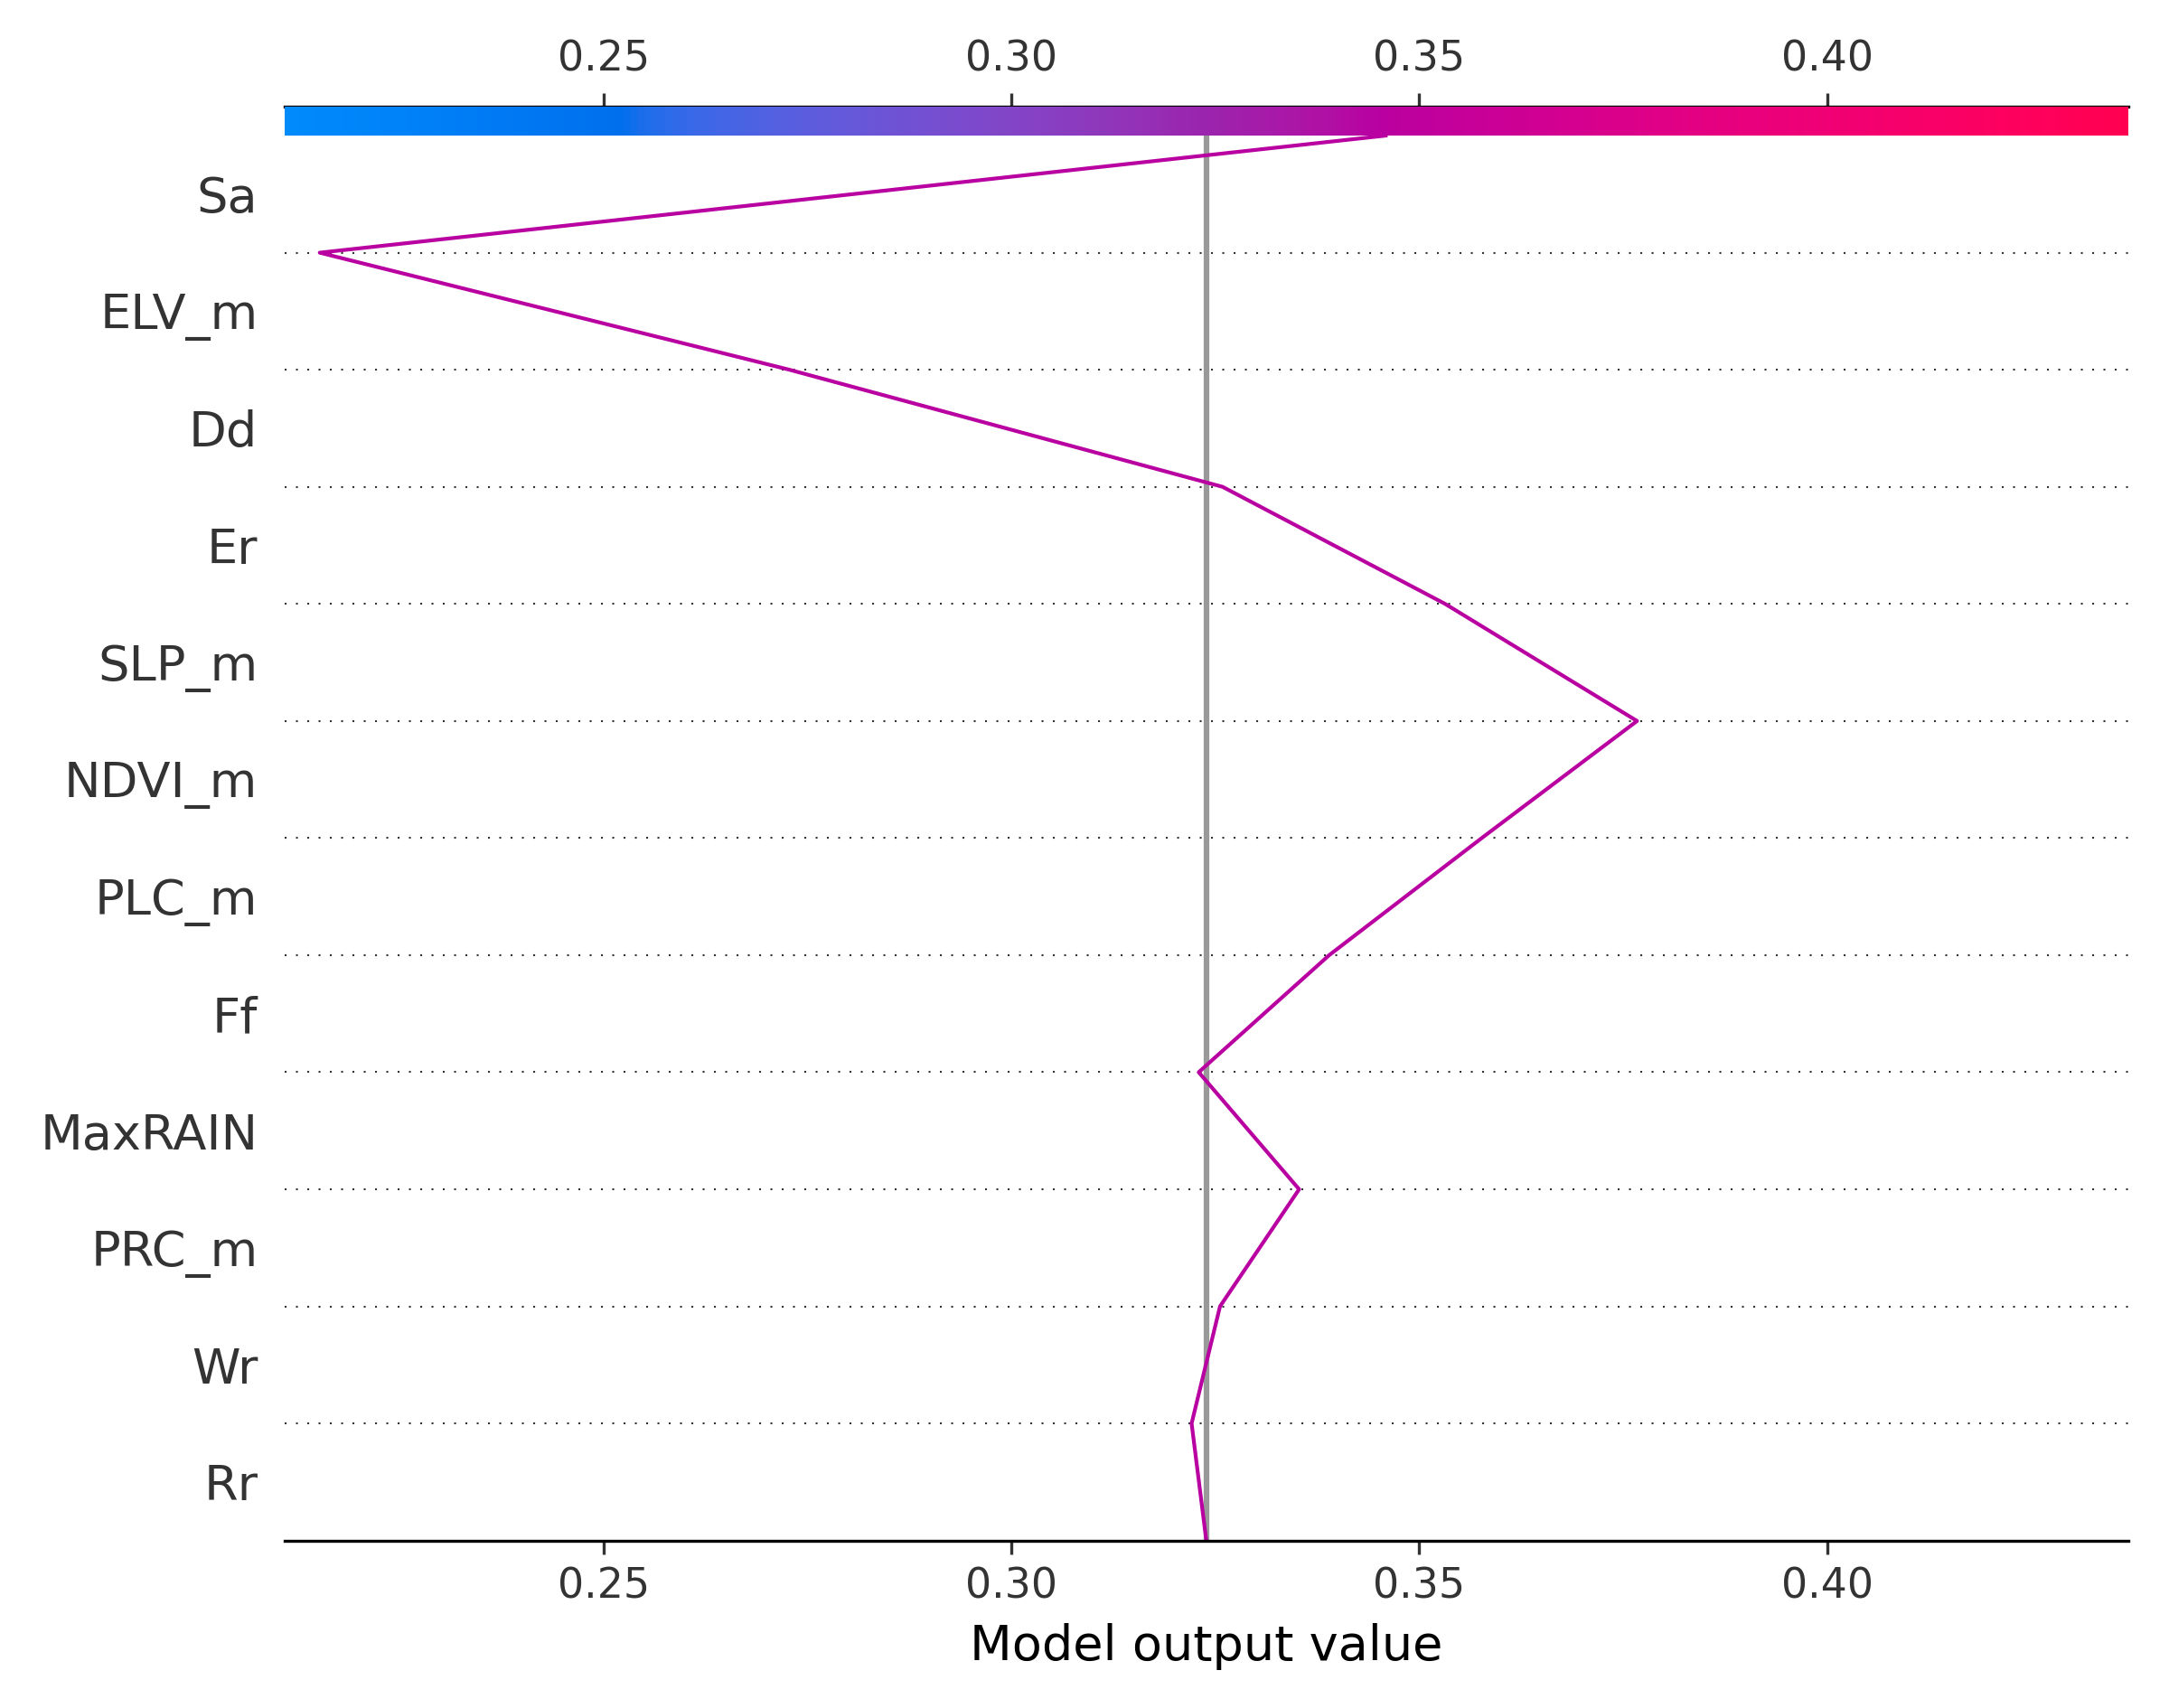 0.25 0.30 0.35 0.40
Sa
ELV_m
Dd
Er
SLP_m
NDVI_m
PLC_m
Ff
MaxRAIN
PRC_m
Wr
Rr
0.25 0.30 0.35 0.40
Model output value